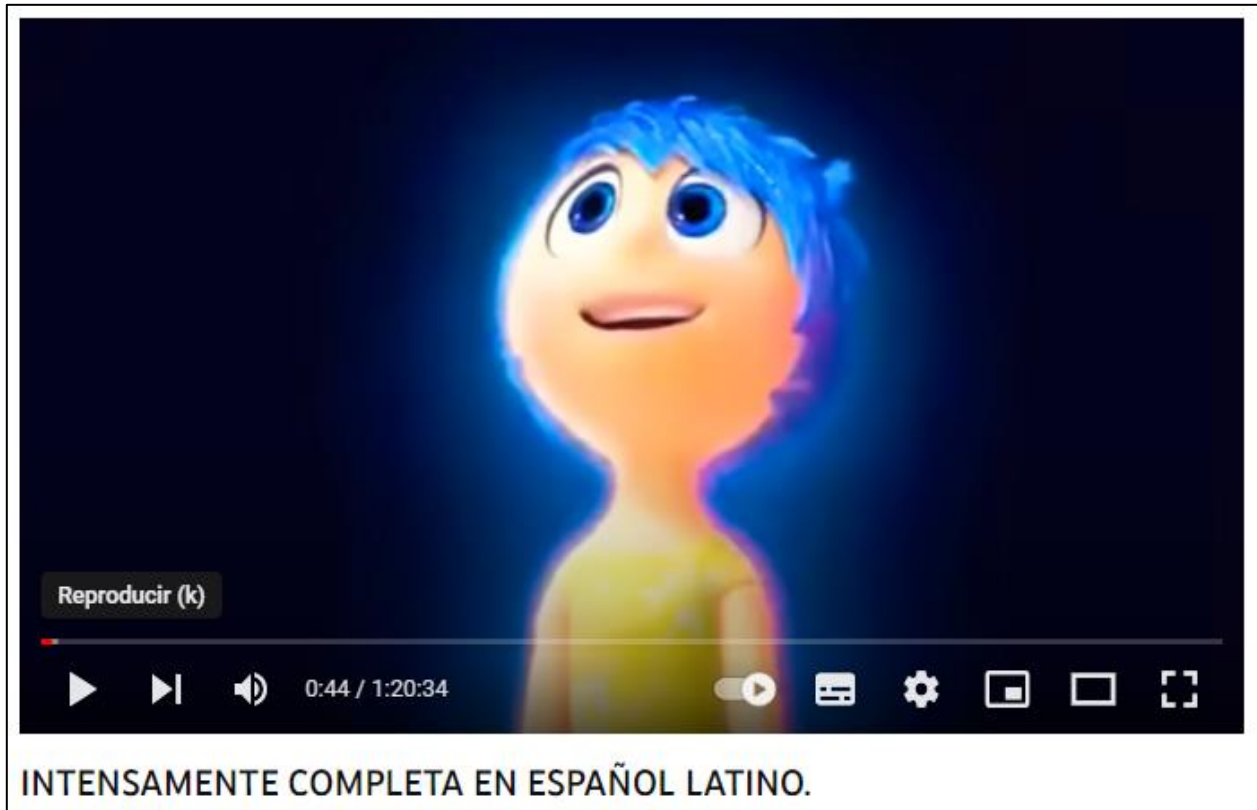 Reproducir (k)
0:44 / 1:20:34
INTENSAMENTE COMPLETA EN ESPAÑOL LATINO.